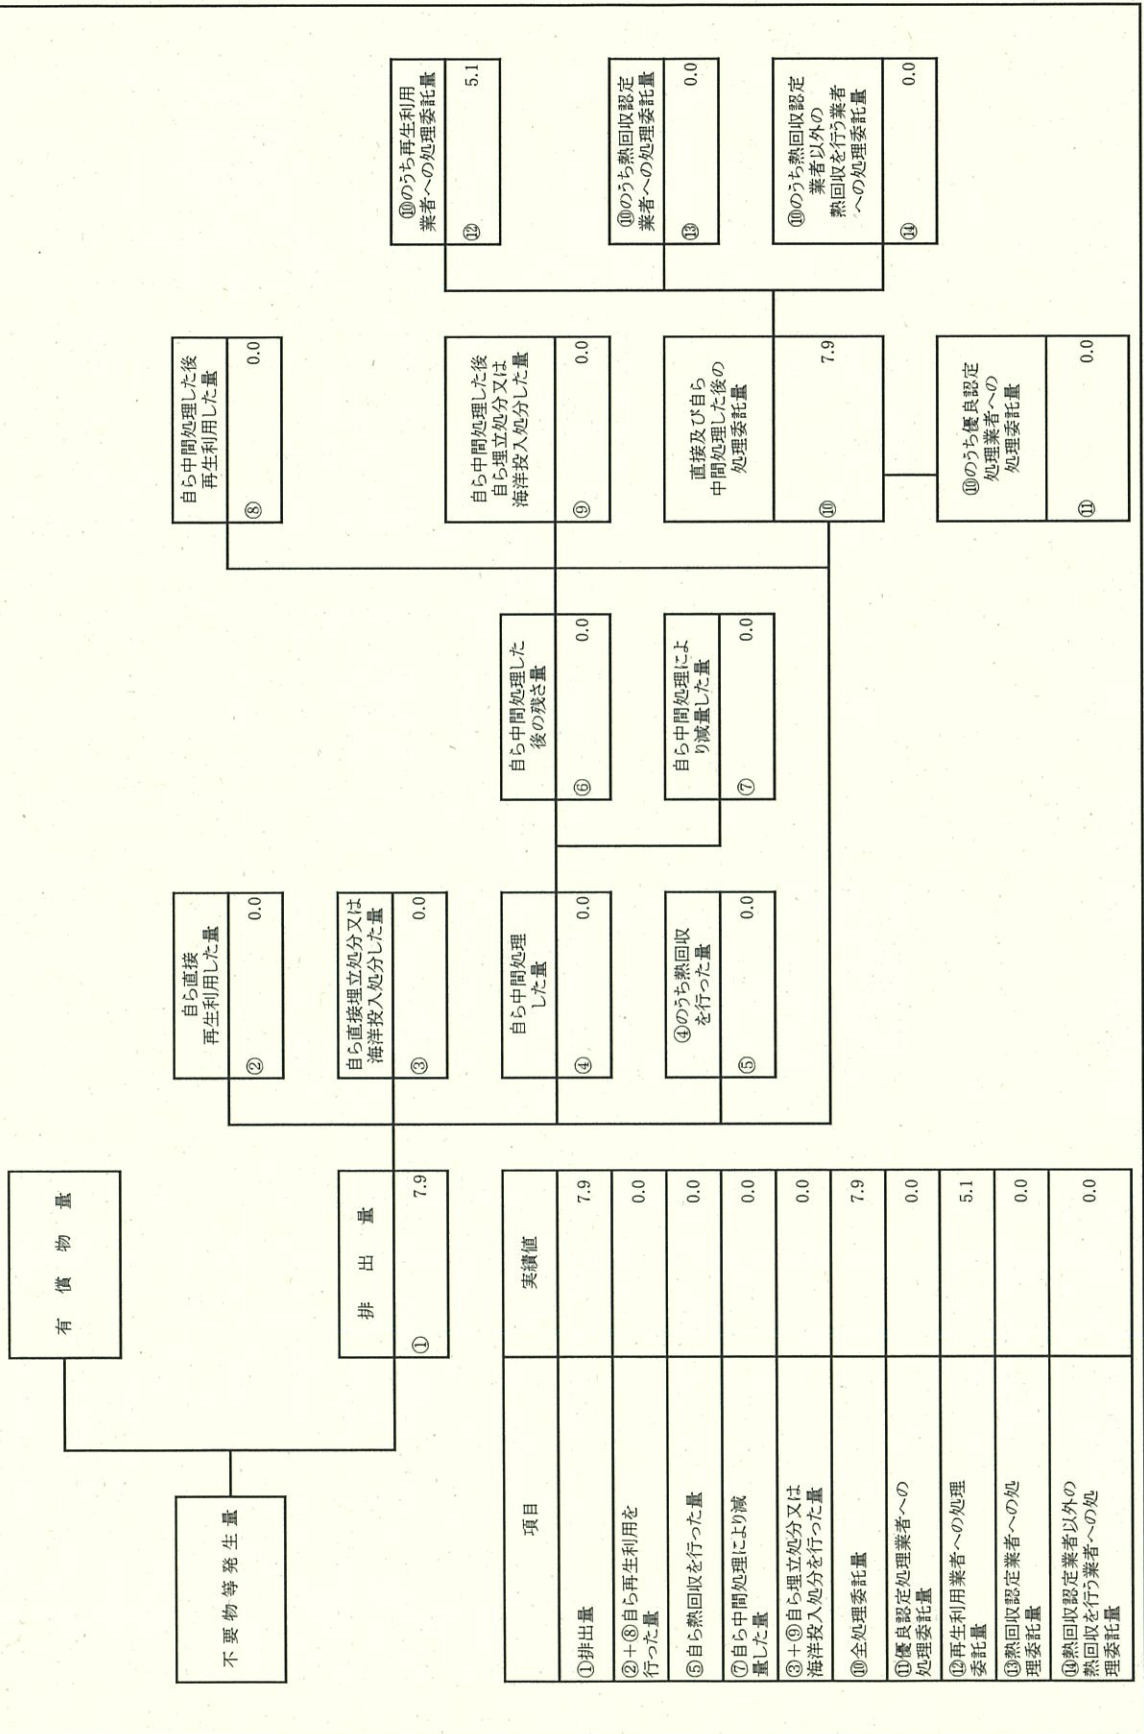 不要物等発生量
有償物量
排出量
① 7.9
自ら直接
再生利用した量
② 0.0
自ら直接埋立処分又は
海洋投入処分した量
③ 0.0
自ら中間処理
した量
④ 0.0
④のうち熱回収
を行った量
⑤ 0.0
自ら中間処理した
後の残さ量
⑥ 0.0
自ら中間処理によ
り減量した量
⑦ 0.0
自ら中間処理した後
再生利用した量
⑧ 0.0
自ら中間処理した後
自ら埋立処分又は
海洋投入処分した量
⑨ 0.0
直接及び自ら
中間処理した後の
処理委託量
⑩ 7.9
⑩のうち優良認定
処理業者への
処理委託量
⑪ 0.0
⑩のうち再生利用
業者への処理委託量
⑫ 5.1
⑩のうち熱回収認定
業者への処理委託量
⑬ 0.0
⑩のうち熱回収認定
業者以外の
熱回収を行う業者
への処理委託量
⑭ 0.0
項目 実績値
①排出量 7.9
②+⑧自ら再生利用を
行った量 0.0
⑤自ら熱回収を行った量 0.0
⑦自ら中間処理により減
量した量 0.0
③+⑨自ら埋立処分又は
海洋投入処分を行った量 0.0
⑩全処理委託量 7.9
⑪優良認定処理業者への
処理委託量 0.0
⑫再生利用業者への処理
委託量 5.1
⑬熱回収認定業者への処
理委託量 0.0
⑭熱回収認定業者以外の
熱回収を行う業者への処
理委託量 0.0